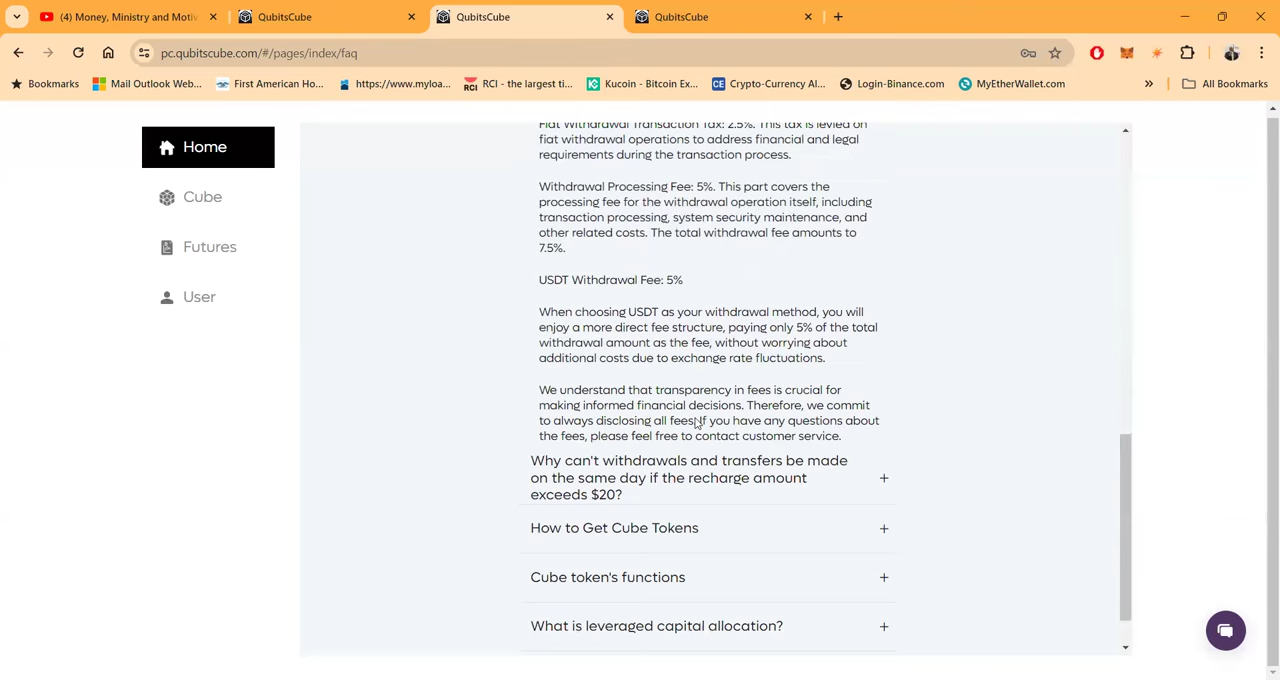 (4) Money, Ministry and Motiv
QubitsCube
QubitsCube
QubitsCube
pc.qubitscube.com/#/pages/index/faq
Bookmarks
Mail Outlook Web...
First American Ho...
https://www.myloa...
RCI - the largest ti...
Kucoin - Bitcoin Ex...
Crypto-Currency Al...
Login-Binance.com
MyEtherWallet.com
»
All Bookmarks
Home
Cube
Futures
User
Fiat Withdrawal Transaction Tax: 2.5%. This tax is levied on
fiat withdrawal operations to address financial and legal
requirements during the transaction process.
Withdrawal Processing Fee: 5%. This part covers the
processing fee for the withdrawal operation itself, including
transaction processing, system security maintenance, and
other related costs. The total withdrawal fee amounts to
7.5%.
USDT Withdrawal Fee: 5%
When choosing USDT as your withdrawal method, you will
enjoy a more direct fee structure, paying only 5% of the total
withdrawal amount as the fee, without worrying about
additional costs due to exchange rate fluctuations.
We understand that transparency in fees is crucial for
making informed financial decisions. Therefore, we commit
to always disclosing all fees. If you have any questions about
the fees, please feel free to contact customer service.
Why can't withdrawals and transfers be made
on the same day if the recharge amount
exceeds $20?
How to Get Cube Tokens
Cube token's functions
What is leveraged capital allocation?